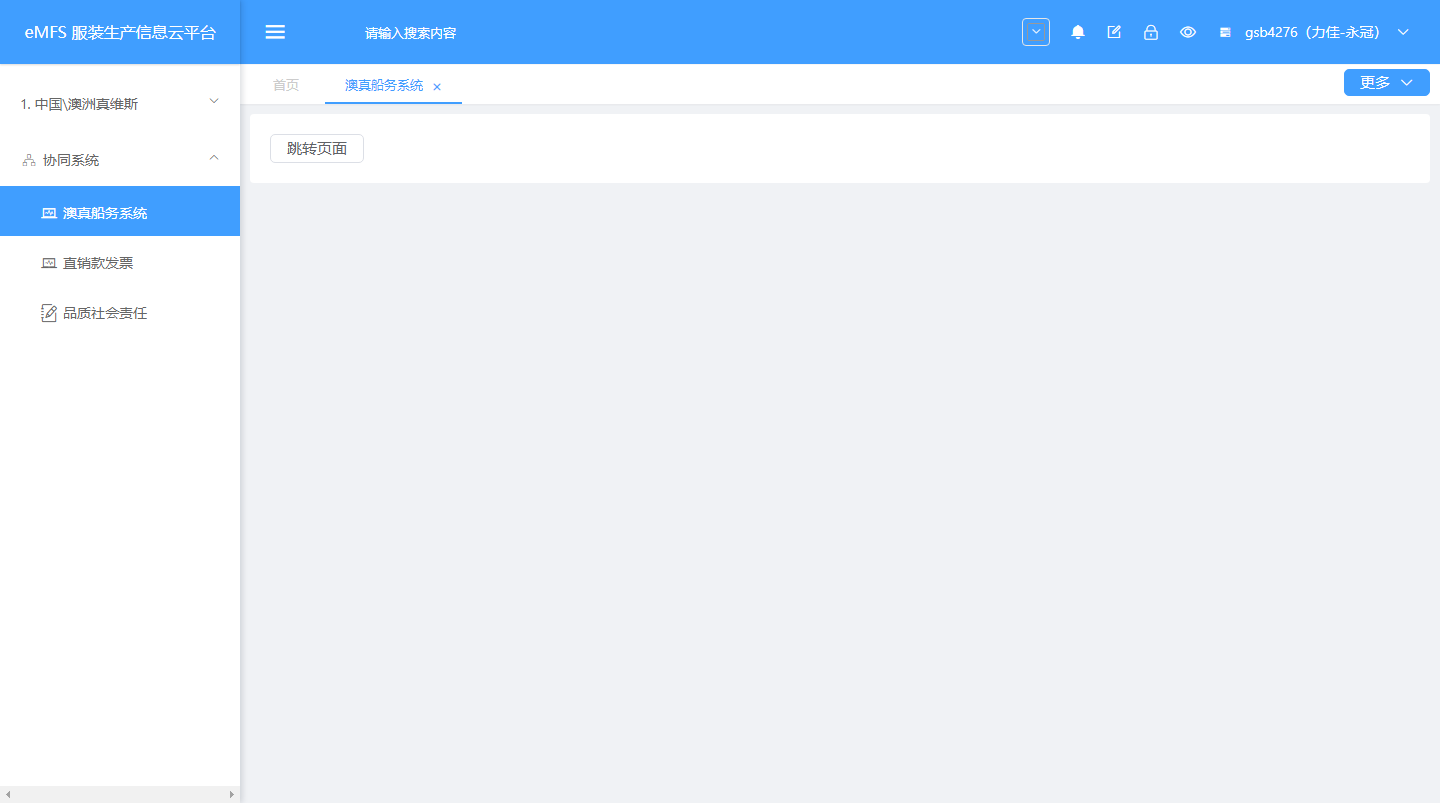 eMFS 服装生产信息云平台
请输入搜索内容
gsb4276（力佳-永冠）
首页
澳真船务系统
更多
1. 中国\澳洲真维斯
协同系统
澳真船务系统
直销款发票
品质社会责任
跳转页面